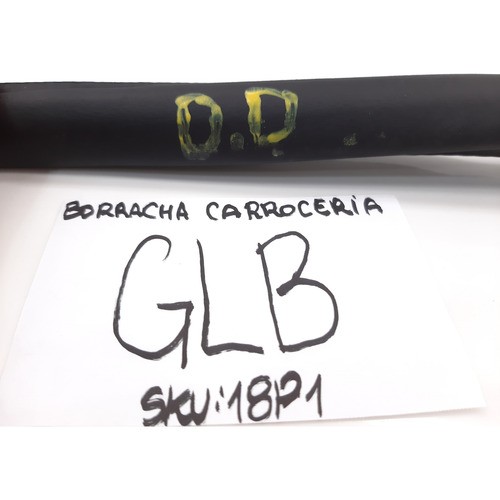 D.D
BORRACHA CARROCERIA
GLB
SKU:18P1